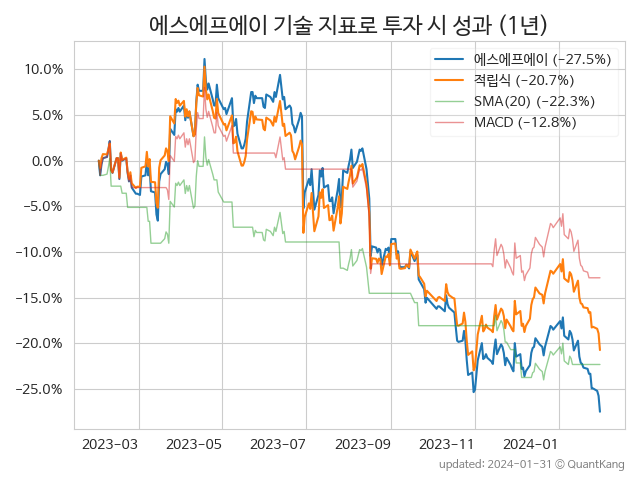 에스에프에이 기술 지표로 투자 시 성과 (1년)
에스에프에이 (−27.5%)
적립식 (−20.7%)
SMA(20) (−22.3%)
MACD (−12.8%)
10.0%
5.0%
0.0%
−5.0%
−10.0%
−15.0%
−20.0%
−25.0%
2023-03 2023-05 2023-07 2023-09 2023-11 2024-01
updated: 2024-01-31 © QuantKang